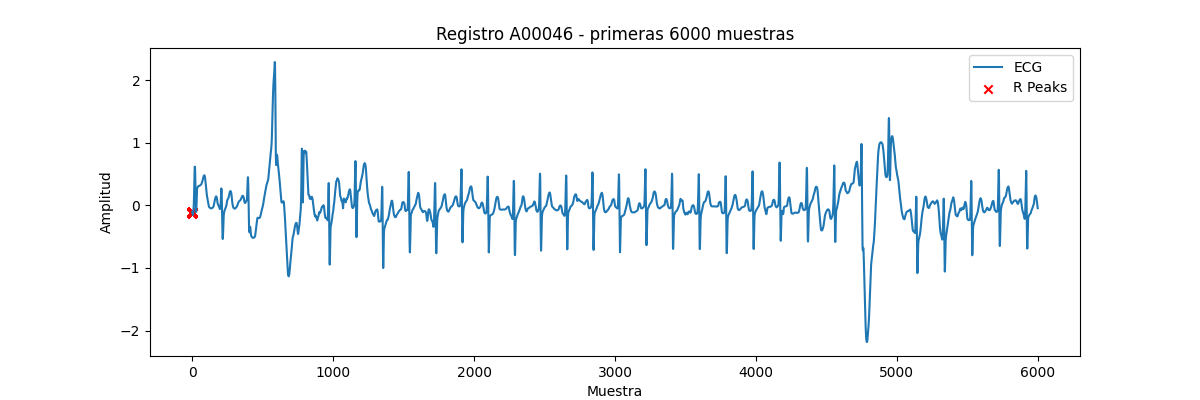 Registro A00046 - primeras 6000 muestras
ECG
R Peaks
Amplitud
2
1
0
−1
−2
0 1000 2000 3000 4000 5000 6000
Muestra